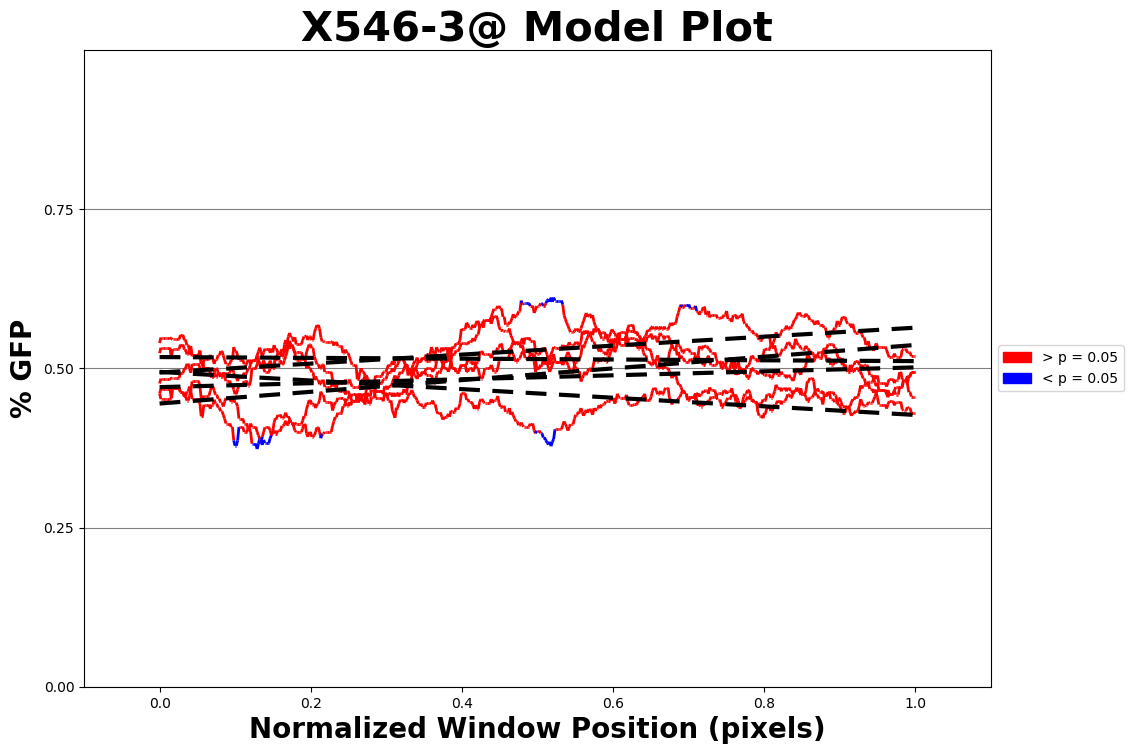 X546-3@ Model Plot
% GFP
0.75
0.50
0.25
0.00
0.0 0.2 0.4 0.6 0.8 1.0
Normalized Window Position (pixels)
> p = 0.05
< p = 0.05